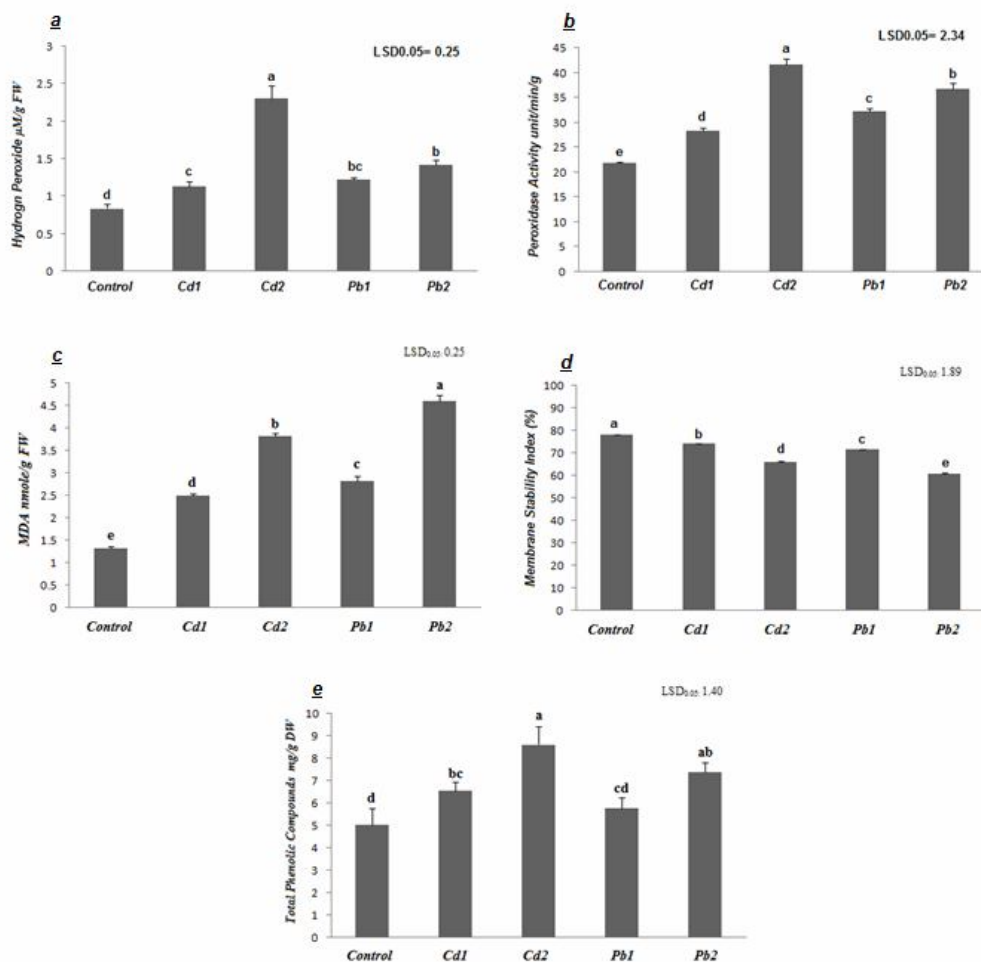 a
LSD0.05= 0.25
Hydrogn Peroxide µM/g FW
3
2.5
2
1.5
1
0.5
0
d
c
a
bc
b
Control Cd1 Cd2 Pb1 Pb2
b
LSD0.05= 2.34
Peroxidase Activity unit/min/g
45
40
35
30
25
20
15
10
5
0
e
d
a
c
b
Control Cd1 Cd2 Pb1 Pb2
c
LSD0.05: 0.25
MDA nmole/g FW
5
4.5
4
3.5
3
2.5
2
1.5
1
0.5
0
e
d
b
c
a
Control Cd1 Cd2 Pb1 Pb2
d
LSD0.05: 1.89
Membrane Stability Index (%)
100
90
80
70
60
50
40
30
20
10
0
a
b
d
c
e
Control Cd1 Cd2 Pb1 Pb2
e
LSD0.05: 1.40
Total Phenolic Compounds mg/g DW
10
9
8
7
6
5
4
3
2
1
0
d
bc
a
cd
ab
Control Cd1 Cd2 Pb1 Pb2